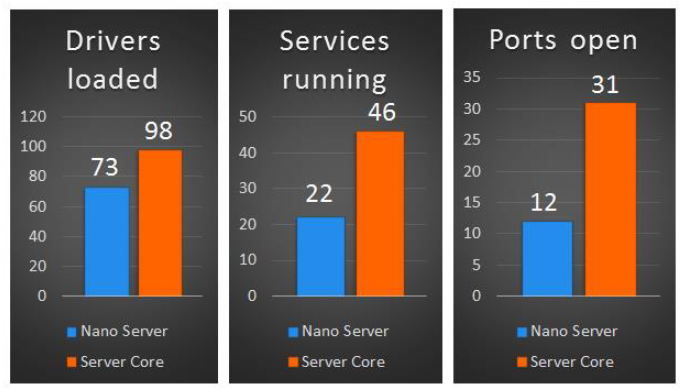 Drivers
loaded
120
100
80
60
40
20
0
73
98
Nano Server
Server Core
Services
running
50
40
30
20
10
0
22
46
Nano Server
Server Core
Ports open
35
30
25
20
15
10
5
0
12
31
Nano Server
Server Core